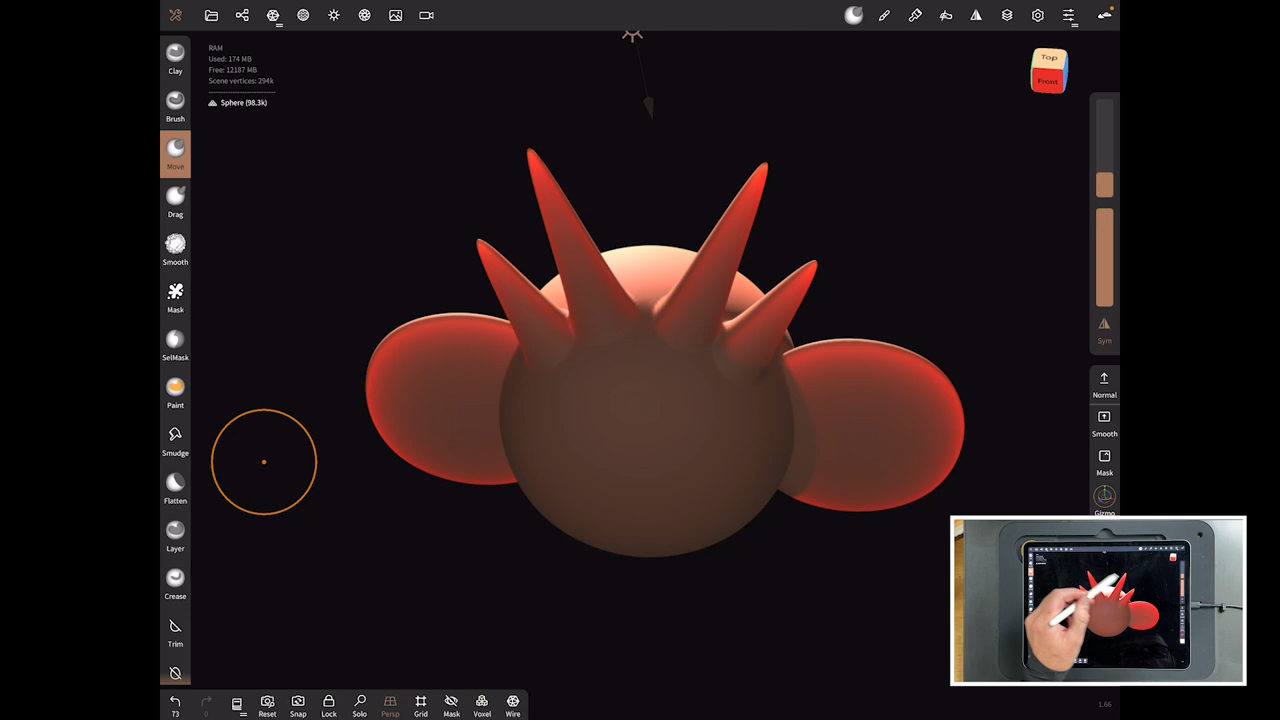 RAM
Used: 174 MB
Free: 12187 MB
Scene vertices: 294k
Sphere (98.3k)
Top
Front
Clay
Brush
Move
Drag
Smooth
Mask
SelMask
Paint
Smudge
Flatten
Layer
Crease
Trim
Sym
Normal
Smooth
Mask
Gizmo
73
0
Reset
Snap
Lock
Solo
Persp
Grid
Mask
Voxel
Wire
1.66